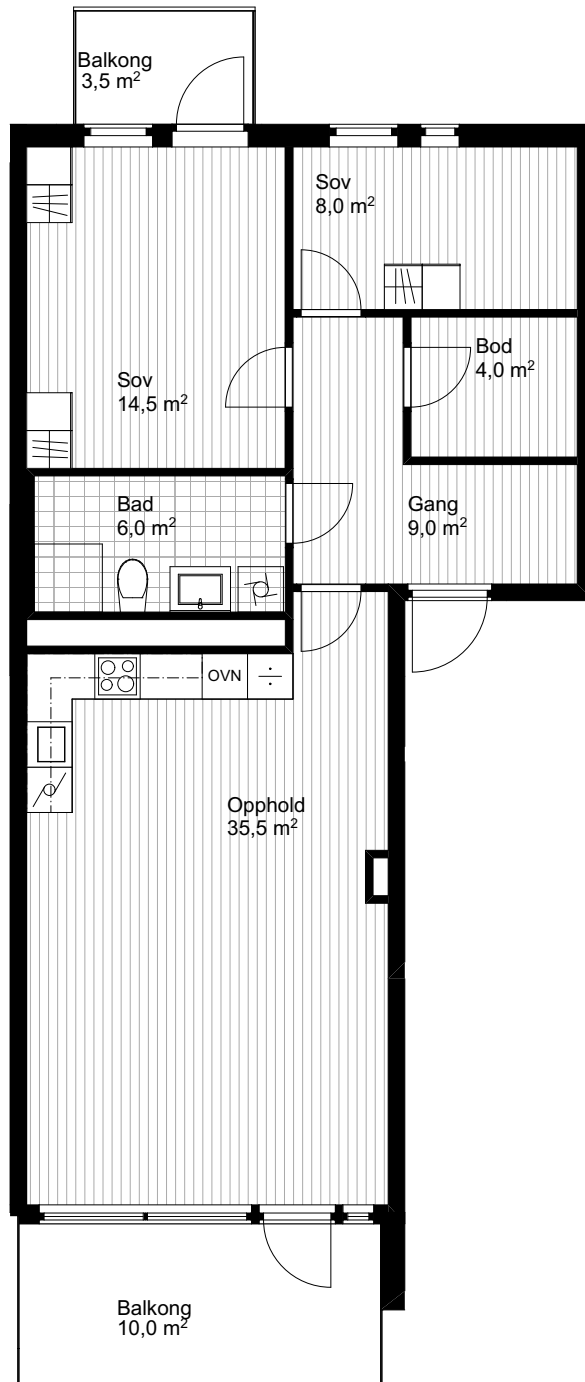 Balkong
3,5 m²
Sov
8,0 m²
Bod
4,0 m²
Sov
14,5 m²
Bad
6,0 m²
Gang
9,0 m²
OVN
Opphold
35,5 m²
Balkong
10,0 m²